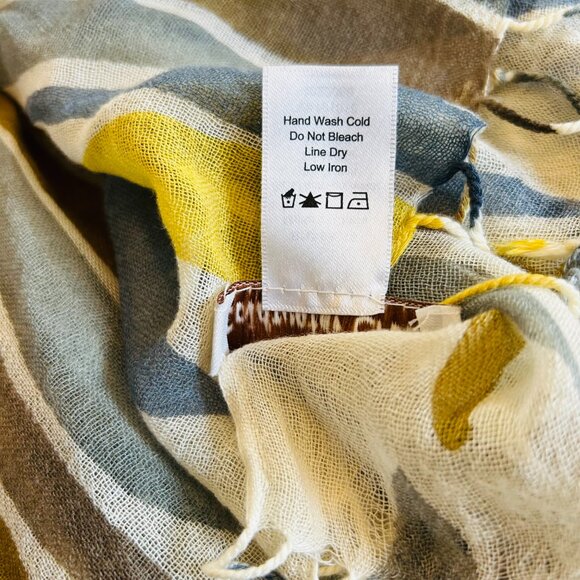 Hand Wash Cold
Do Not Bleach
Line Dry
Low Iron